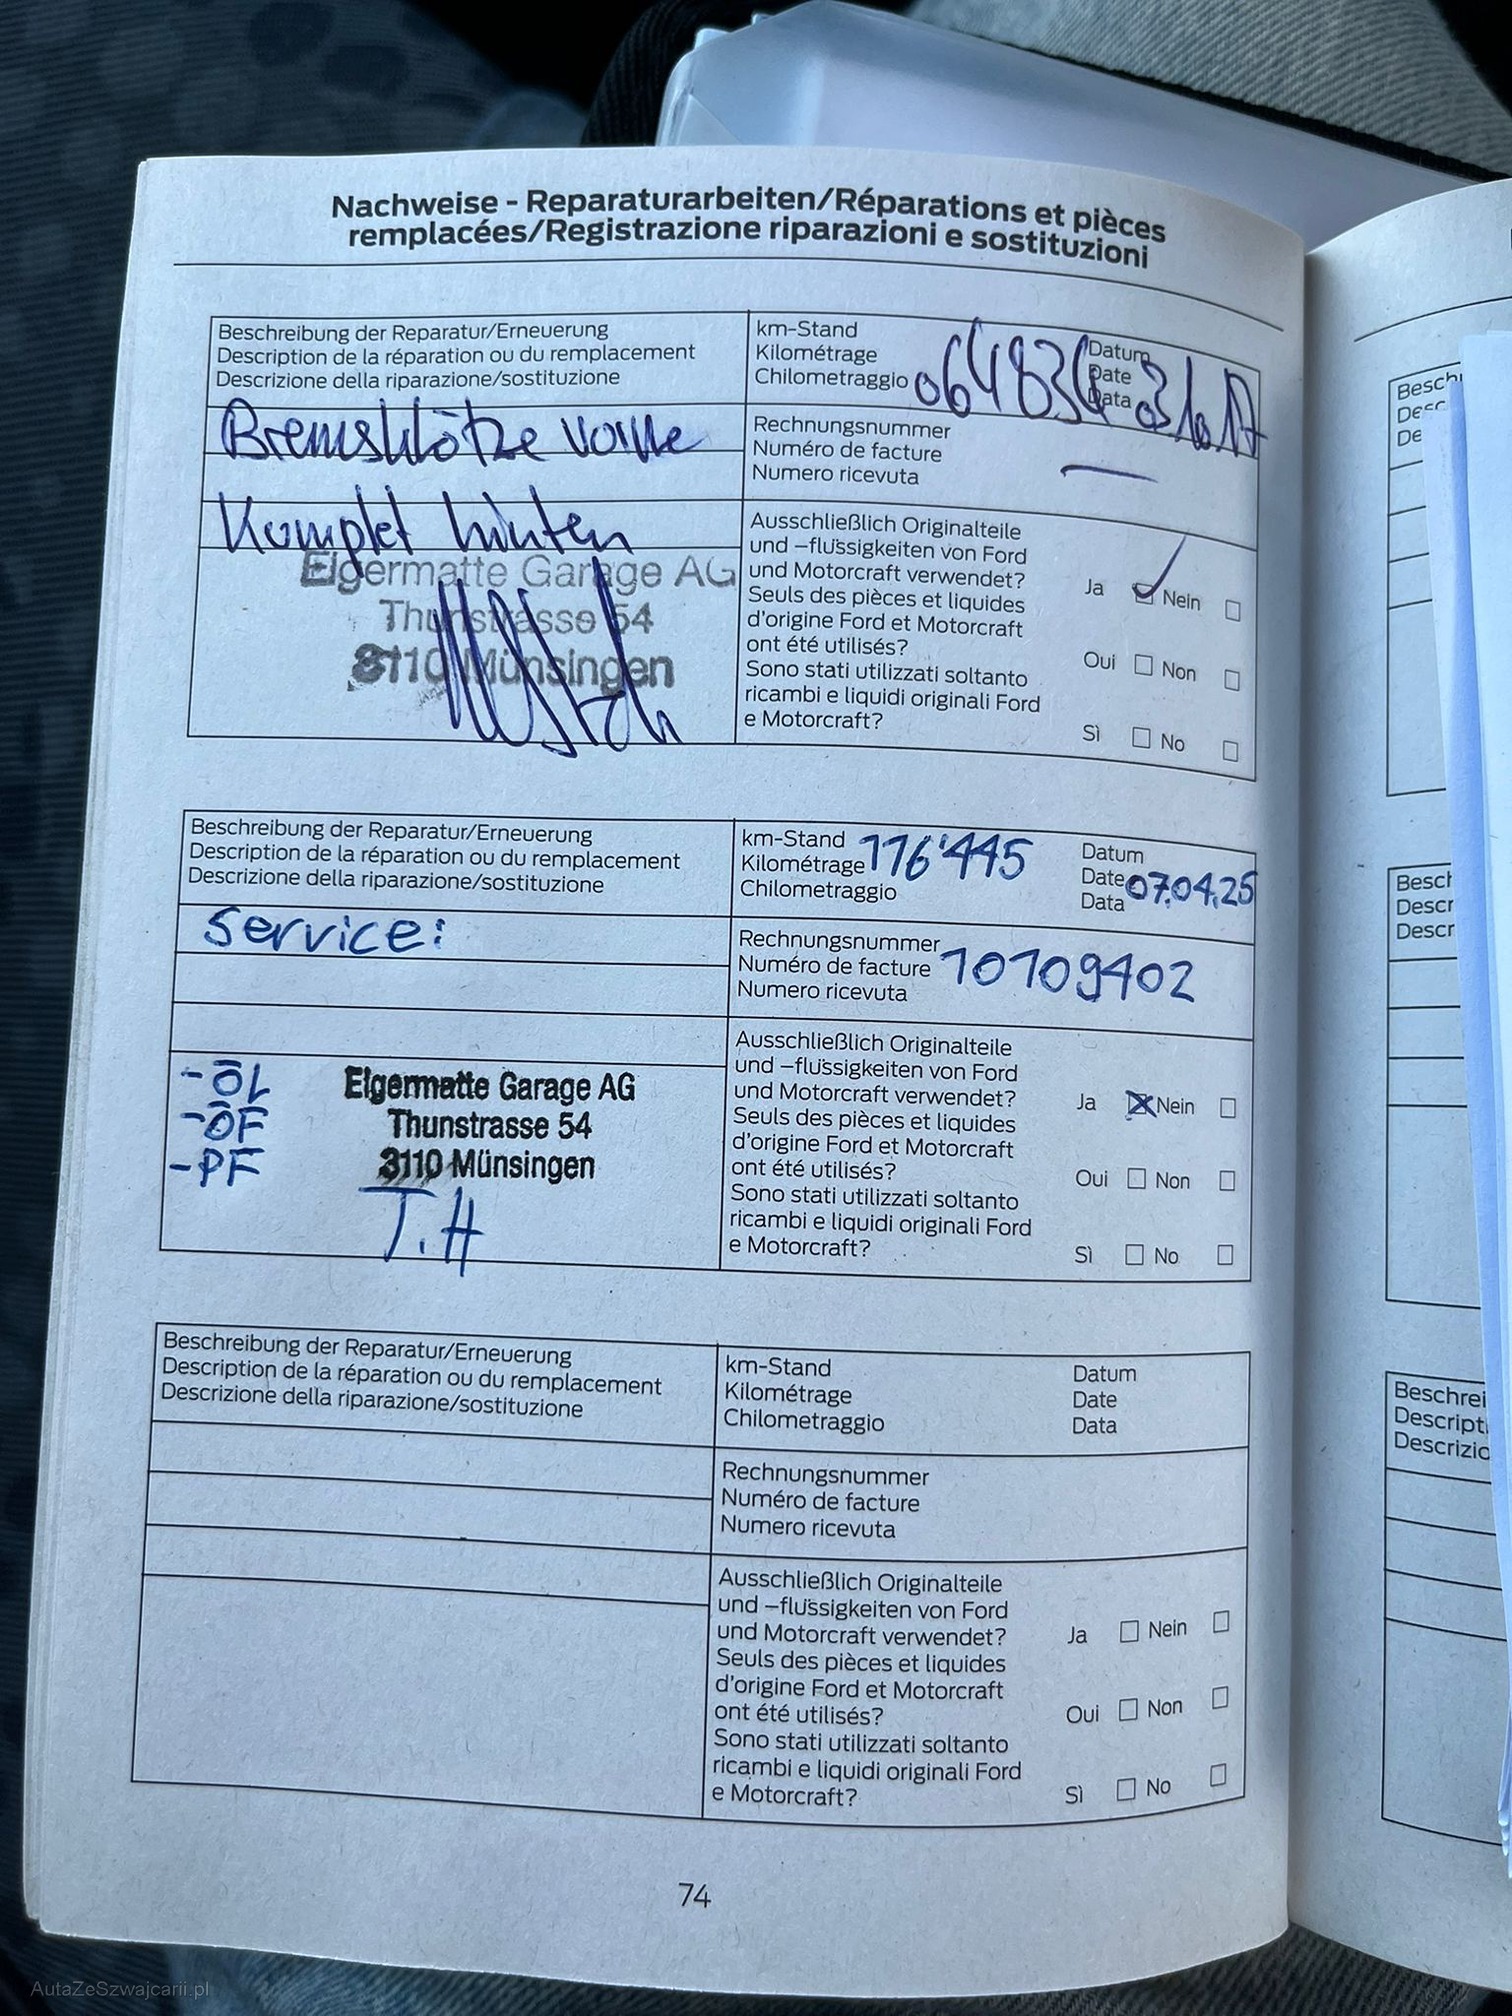 Nachweise - Reparaturarbeiten/Réparations et pièces
remplacées/Registrazione riparazioni e sostituzioni
Beschreibung der Reparatur/Erneuerung
Description de la réparation ou du remplacement
Descrizione della riparazione/sostituzione
km-Stand
Kilométrage
Chilometraggio
Datum
Date
Data
Bremsklötze vorne
Komplet hinten
Rechnungsnummer
Numéro de facture
Numero ricevuta
Eigermatte Garage AG
Thunstrasse 54
3110 Münsingen
Ausschließlich Originalteile
und –flüssigkeiten von Ford
und Motorcraft verwendet?
Ja Nein
Seuls des pièces et liquides
d'origine Ford et Motorcraft
ont été utilisés?
Oui Non
Sono stati utilizzati soltanto
ricambi e liquidi originali Ford
e Motorcraft?
Sì No
Beschreibung der Reparatur/Erneuerung
Description de la réparation ou du remplacement
Descrizione della riparazione/sostituzione
km-Stand
Kilométrage
Chilometraggio
116'445
Datum
Date
Data
07.04.25
Service:
Rechnungsnummer
Numéro de facture
Numero ricevuta
10109402
- ÖL
- ÖF
- PF
Eigermatte Garage AG
Thunstrasse 54
3110 Münsingen
T.H
Ausschließlich Originalteile
und –flüssigkeiten von Ford
und Motorcraft verwendet?
Ja Nein
Seuls des pièces et liquides
d'origine Ford et Motorcraft
ont été utilisés?
Oui Non
Sono stati utilizzati soltanto
ricambi e liquidi originali Ford
e Motorcraft?
Sì No
Beschreibung der Reparatur/Erneuerung
Description de la réparation ou du remplacement
Descrizione della riparazione/sostituzione
km-Stand
Kilométrage
Chilometraggio
Datum
Date
Data
Rechnungsnummer
Numéro de facture
Numero ricevuta
Ausschließlich Originalteile
und –flüssigkeiten von Ford
und Motorcraft verwendet?
Ja Nein
Seuls des pièces et liquides
d'origine Ford et Motorcraft
ont été utilisés?
Oui Non
Sono stati utilizzati soltanto
ricambi e liquidi originali Ford
e Motorcraft?
Sì No
74
AutaZeSzwajcarii.pl